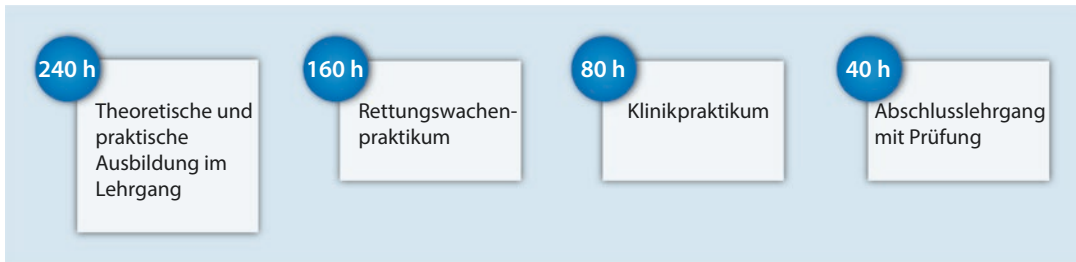 240 h
Theoretische und
praktische
Ausbildung im
Lehrgang
160 h
Rettungswachen-
praktikum
80 h
Klinikpraktikum
40 h
Abschlusslehrgang
mit Prüfung